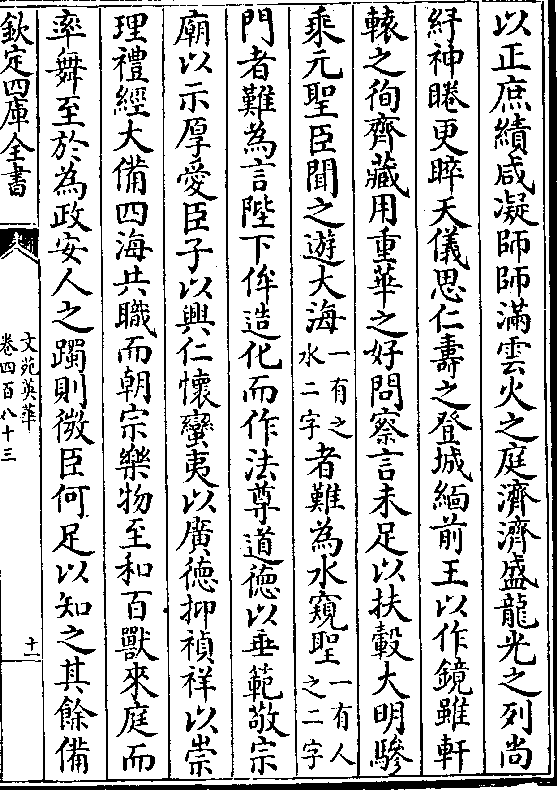 以正庶績咸凝師師滿雲火之庭濟濟盛龍光之列尚
紆神睠更晬天儀思仁壽之登城緬前王以作鏡雖軒
轅之徇齊藏用重華之好問察言未足以扶轂大明驂
乘元聖臣聞之遊大海一有之水二字者難為水窺聖一有人之二字
門者難為言陛下侔造化而作法尊道德以垂範敬宗
廟以示厚愛臣子以興仁懷蠻夷以廣德抑禎祥以崇
理禮經大備四海共職而朝宗樂物至和百獸來庭而
率舞至於為政安人之躅則微臣何足以知之其餘備
欽定四庫全書
文苑英華
卷四百八十三
十一